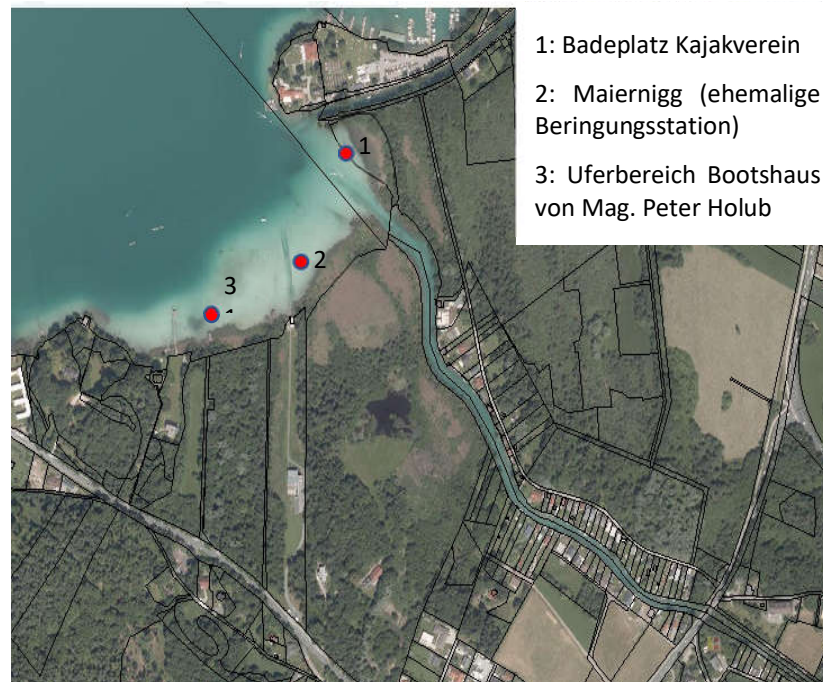 1: Badeplatz Kajakverein
2: Maiernigg (ehemalige
Beringungsstation)
3: Uferbereich Bootshaus
von Mag. Peter Holub
1
2
3